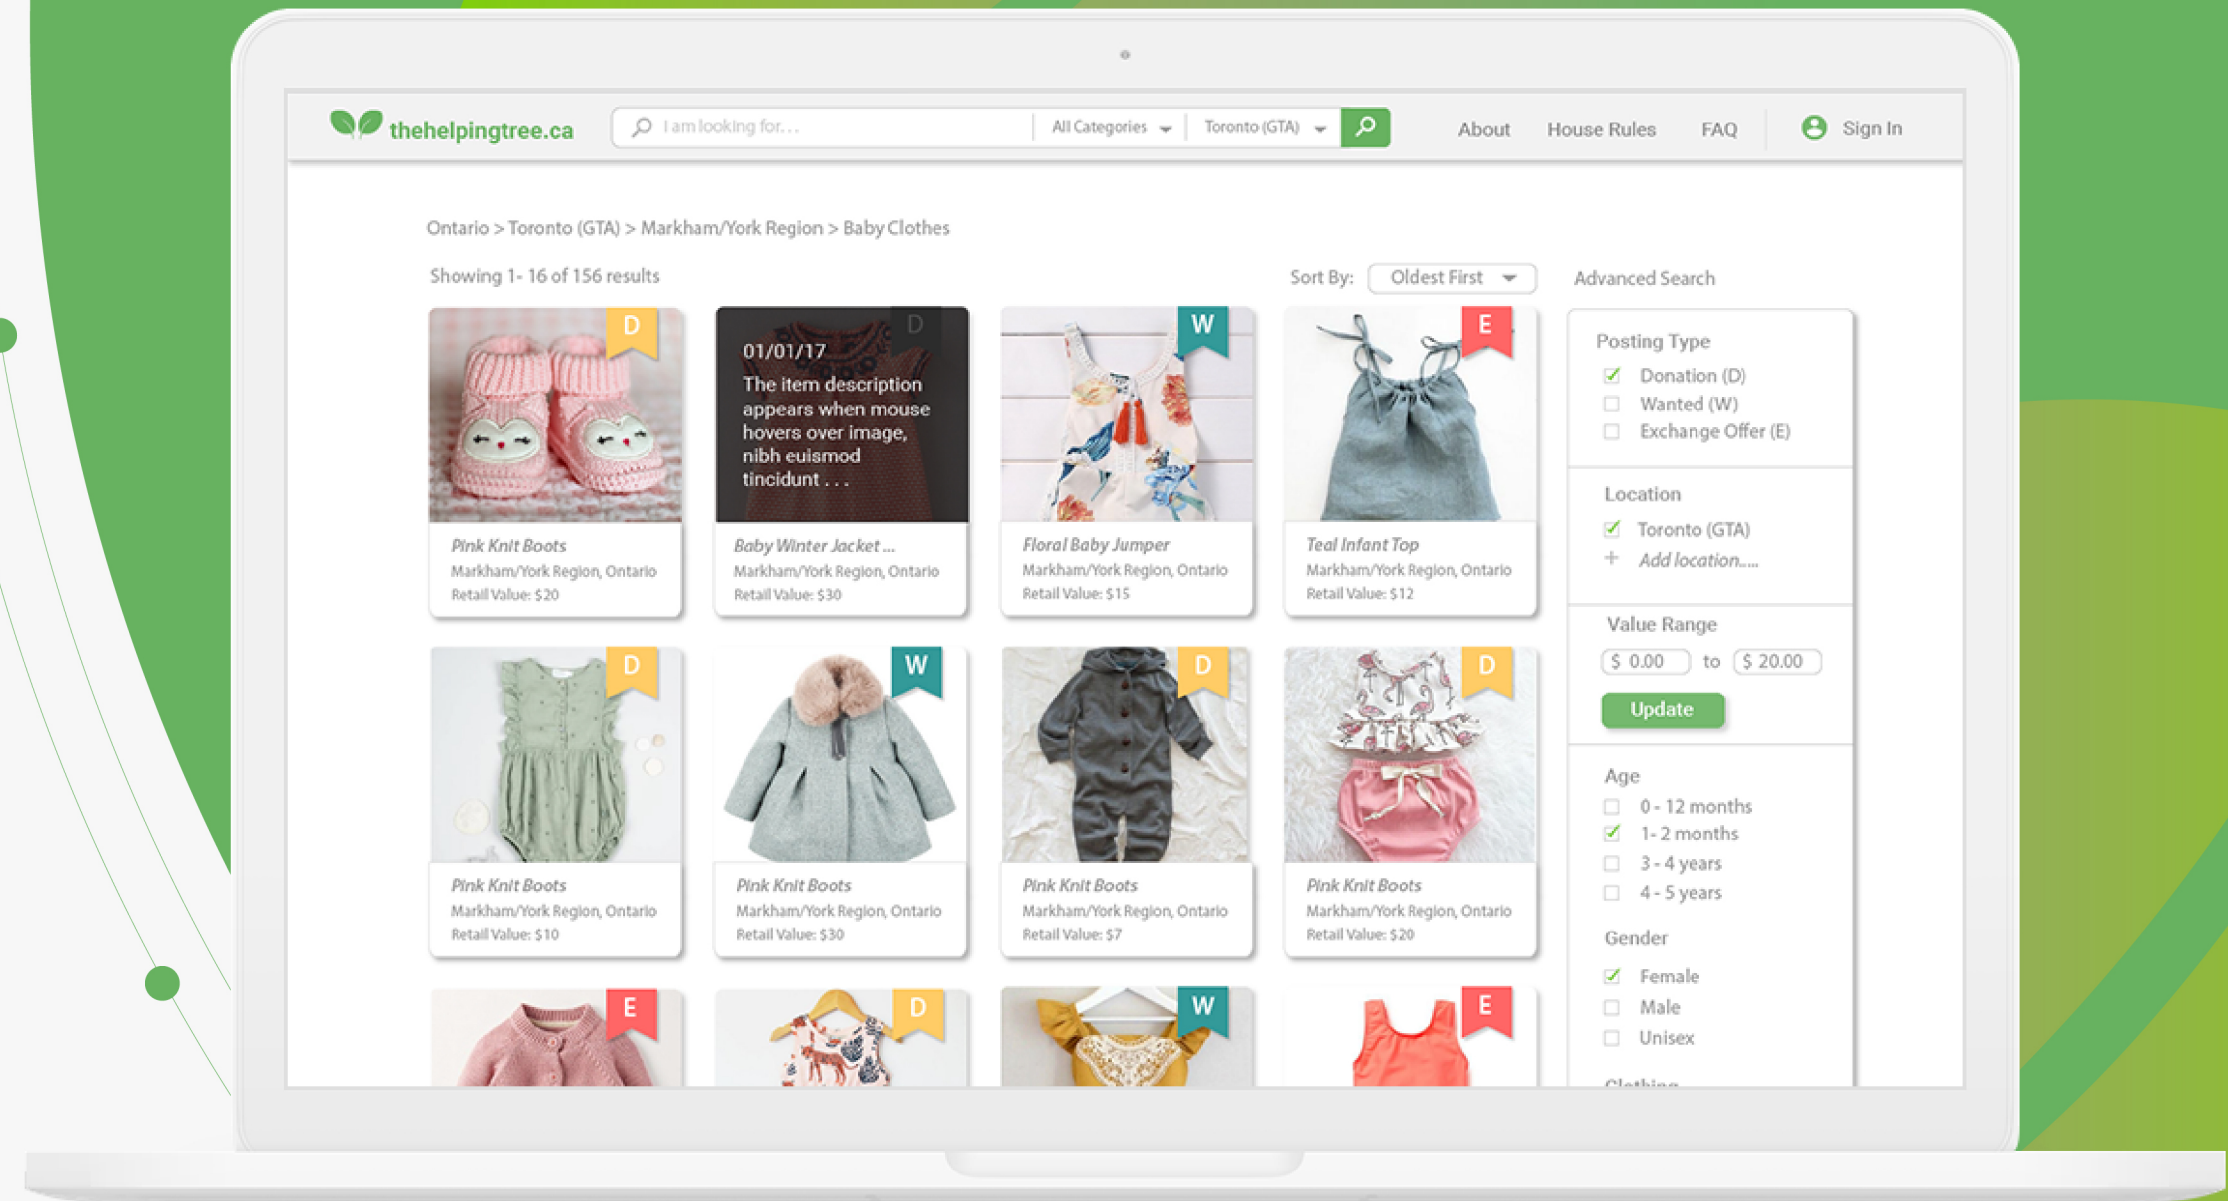 thehelpingtree.ca
I am looking for...
All Categories
Toronto (GTA)
About
House Rules
FAQ
Sign In
Ontario > Toronto (GTA) > Markham/York Region > Baby Clothes
Showing 1- 16 of 156 results
Sort By:
Oldest First
Advanced Search
D
D
01/01/17
The item description
appears when mouse
hovers over image,
nibh euismod
tincidunt . . .
W
E
Pink Knit Boots
Markham/York Region, Ontario
Retail Value: $20
Baby Winter Jacket ...
Markham/York Region, Ontario
Retail Value: $30
Floral Baby Jumper
Markham/York Region, Ontario
Retail Value: $15
Teal Infant Top
Markham/York Region, Ontario
Retail Value: $12
D
W
D
D
Pink Knit Boots
Markham/York Region, Ontario
Retail Value: $10
Pink Knit Boots
Markham/York Region, Ontario
Retail Value: $30
Pink Knit Boots
Markham/York Region, Ontario
Retail Value: $7
Pink Knit Boots
Markham/York Region, Ontario
Retail Value: $20
E
D
W
E
Posting Type
Donation (D)
Wanted (W)
Exchange Offer (E)
Location
Toronto (GTA)
+ Add location.....
Value Range
$ 0.00 to $ 20.00
Update
Age
0 - 12 months
1- 2 months
3 - 4 years
4 - 5 years
Gender
Female
Male
Unisex
Clothing